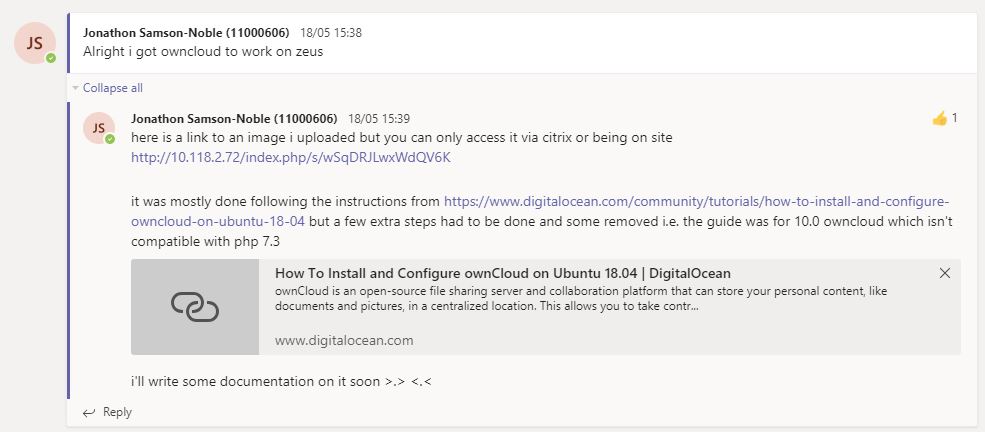 JS
Jonathon Samson-Noble (11000606) 18/05 15:38
Alright i got owncloud to work on zeus
Collapse all
JS
Jonathon Samson-Noble (11000606) 18/05 15:39
1
here is a link to an image i uploaded but you can only access it via citrix or being on site
http://10.118.2.72/index.php/s/wSqDRJLwxWdQV6K
it was mostly done following the instructions from https://www.digitalocean.com/community/tutorials/how-to-install-and-configure-
owncloud-on-ubuntu-18-04 but a few extra steps had to be done and some removed i.e. the guide was for 10.0 owncloud which isn't
compatible with php 7.3
How To Install and Configure ownCloud on Ubuntu 18.04 | DigitalOcean
ownCloud is an open-source file sharing server and collaboration platform that can store your personal content, like
documents and pictures, in a centralized location. This allows you to take contr...
www.digitalocean.com
i'll write some documentation on it soon >.> <.<
Reply